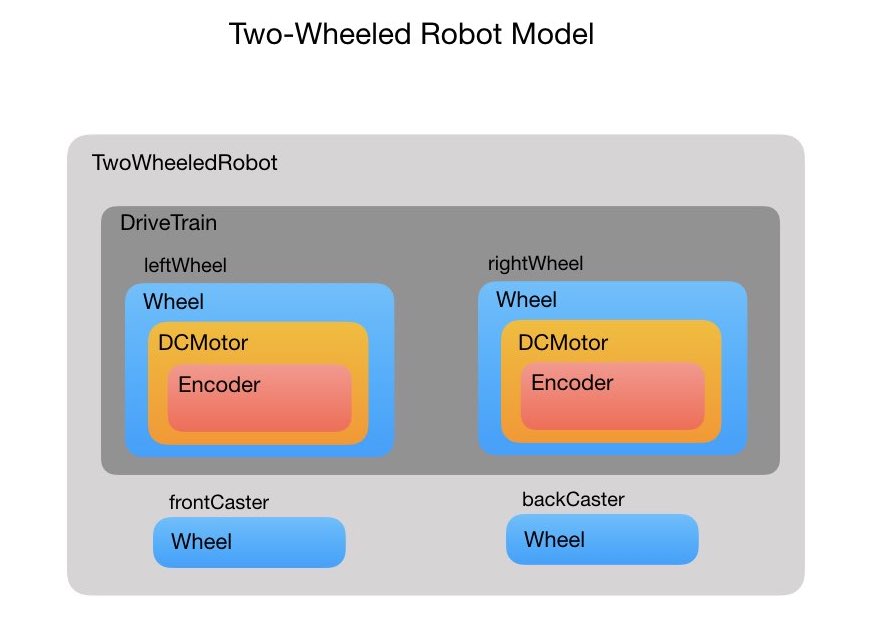 Two-Wheeled Robot Model
TwoWheeledRobot
DriveTrain
leftWheel
Wheel
DCMotor
Encoder
rightWheel
Wheel
DCMotor
Encoder
frontCaster
Wheel
backCaster
Wheel